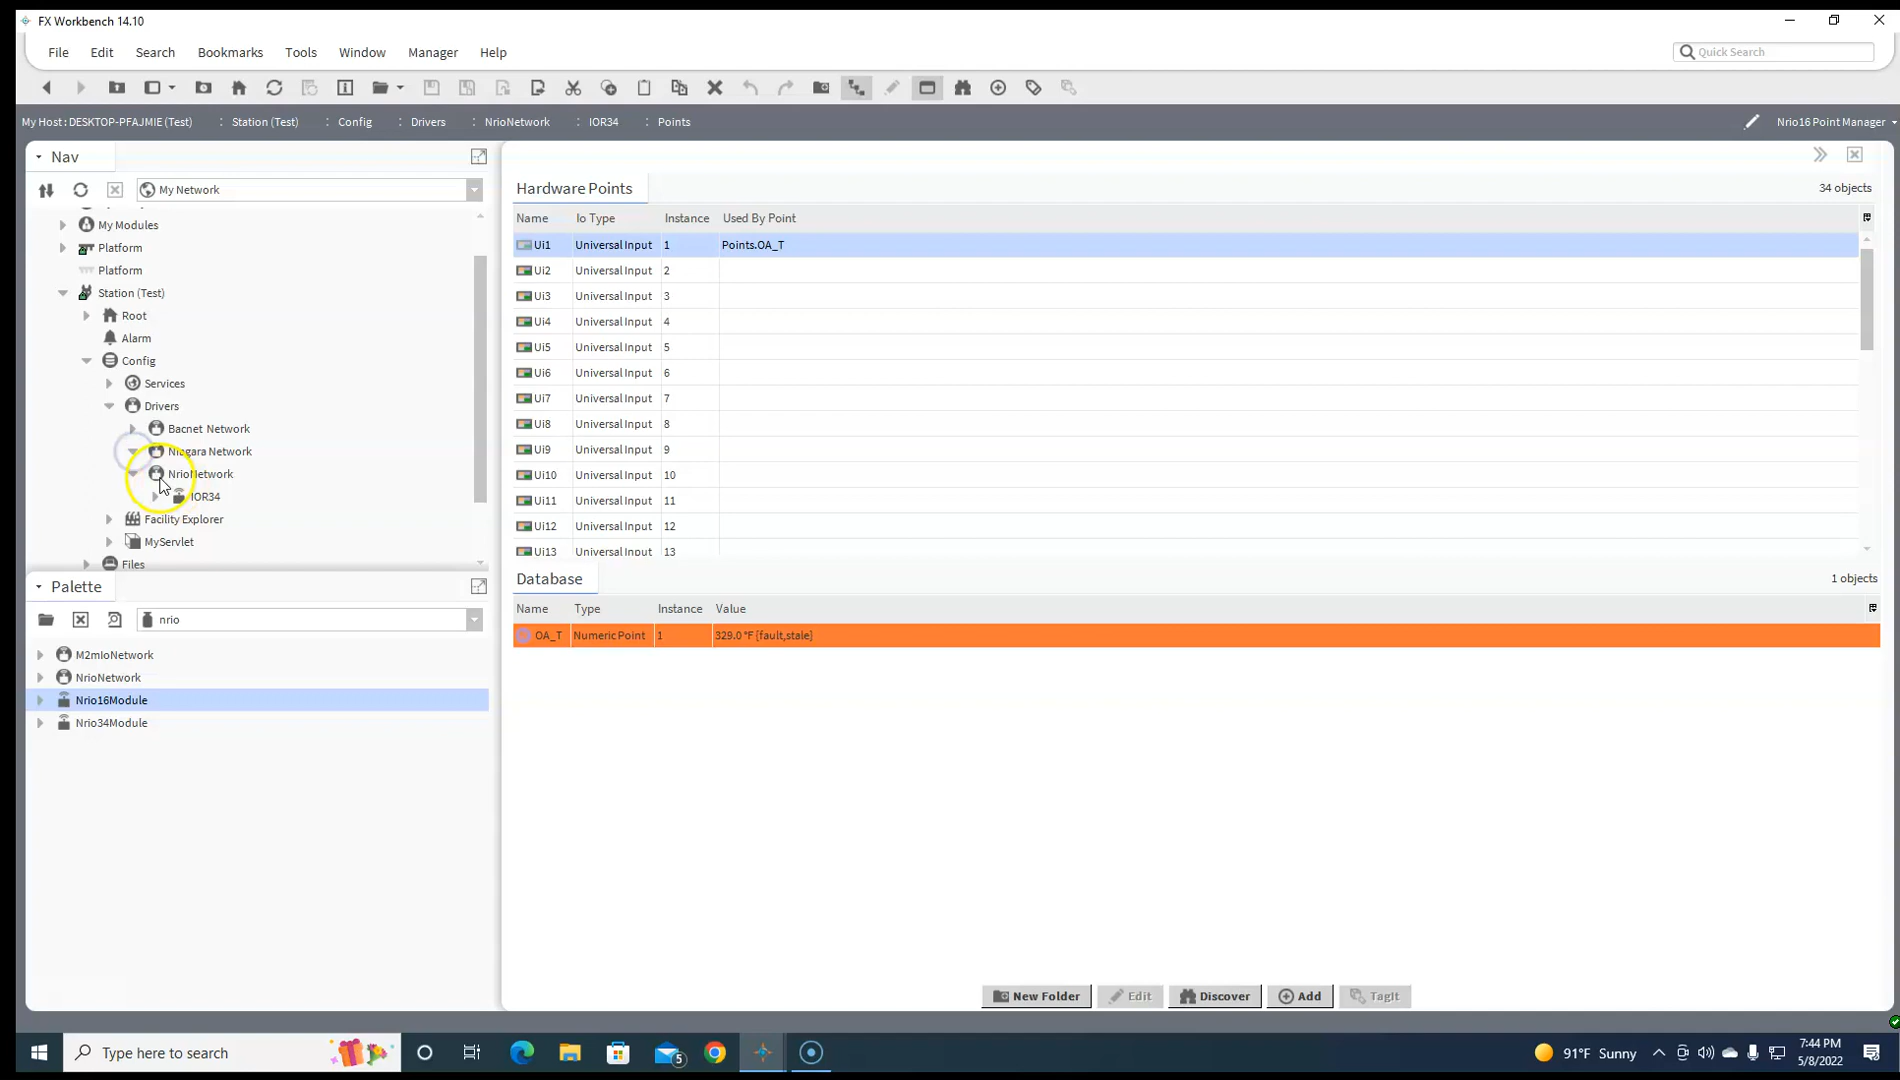 FX Workbench 14.10
File Edit Search Bookmarks Tools Window Manager Help
Quick Search
My Host : DESKTOP-PFAJMIE (Test) : Station (Test) : Config : Drivers : NrioNetwork : IOR34 : Points
Nrio16 Point Manager
Nav
My Network
My Modules
Platform
Platform
Station (Test)
Root
Alarm
Config
Services
Drivers
Bacnet Network
Niagara Network
NrioNetwork
IOR34
Facility Explorer
MyServlet
Files
Palette
nrio
M2mIoNetwork
NrioNetwork
Nrio16Module
Nrio34Module
Hardware Points
34 objects
Name Io Type Instance Used By Point
Ui1 Universal Input 1 Points.OA_T
Ui2 Universal Input 2
Ui3 Universal Input 3
Ui4 Universal Input 4
Ui5 Universal Input 5
Ui6 Universal Input 6
Ui7 Universal Input 7
Ui8 Universal Input 8
Ui9 Universal Input 9
Ui10 Universal Input 10
Ui11 Universal Input 11
Ui12 Universal Input 12
Ui13 Universal Input 13
Database
1 objects
Name Type Instance Value
OA_T Numeric Point 1 329.0 °F {fault,stale}
New Folder Edit Discover Add TagIt
Type here to search
5
91°F Sunny
7:44 PM
5/8/2022